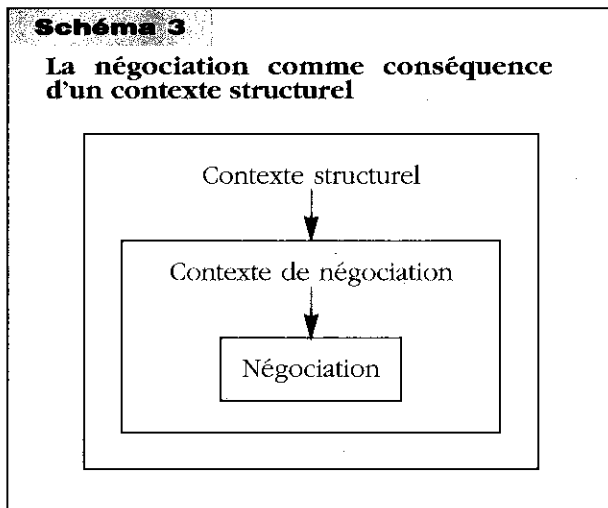 Schéma 3
La négociation comme conséquence
d'un contexte structurel
Contexte structurel
Contexte de négociation
Négociation